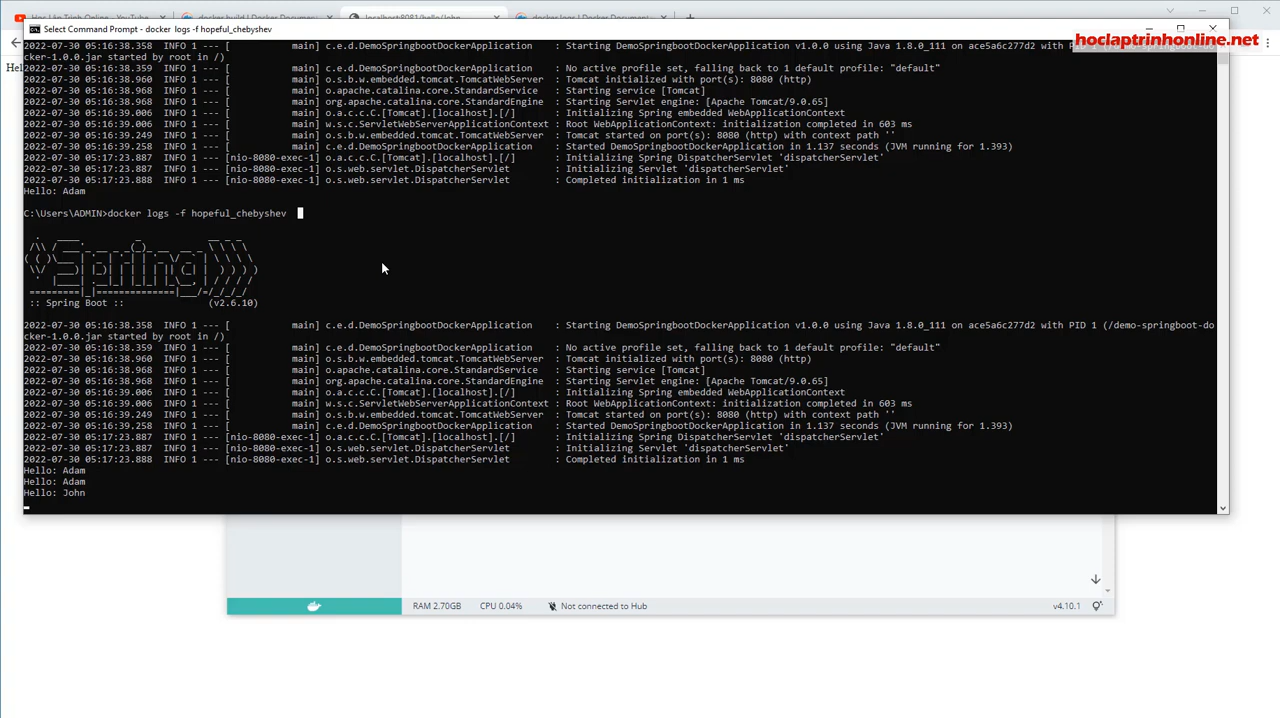 Học Lập Trình Online - YouTube
docker build | Docker Document
localhost:8081/hello/John
docker logs | Docker Documentati
Select Command Prompt - docker logs -f hopeful_chebyshev
hoclaptrinhonline.net
Hel
2022-07-30 05:16:38.358 INFO 1 --- [ main] c.e.d.DemoSpringbootDockerApplication : Starting DemoSpringbootDockerApplication v1.0.0 using Java 1.8.0_111 on ace5a6c277d2 with PID 1 (/demo-springboot-do
cker-1.0.0.jar started by root in /)
2022-07-30 05:16:38.359 INFO 1 --- [ main] c.e.d.DemoSpringbootDockerApplication : No active profile set, falling back to 1 default profile: "default"
2022-07-30 05:16:38.960 INFO 1 --- [ main] o.s.b.w.embedded.tomcat.TomcatWebServer : Tomcat initialized with port(s): 8080 (http)
2022-07-30 05:16:38.968 INFO 1 --- [ main] o.apache.catalina.core.StandardService : Starting service [Tomcat]
2022-07-30 05:16:38.968 INFO 1 --- [ main] org.apache.catalina.core.StandardEngine : Starting Servlet engine: [Apache Tomcat/9.0.65]
2022-07-30 05:16:39.006 INFO 1 --- [ main] o.a.c.c.C.[Tomcat].[localhost].[/] : Initializing Spring embedded WebApplicationContext
2022-07-30 05:16:39.006 INFO 1 --- [ main] w.s.c.ServletWebServerApplicationContext : Root WebApplicationContext: initialization completed in 603 ms
2022-07-30 05:16:39.249 INFO 1 --- [ main] o.s.b.w.embedded.tomcat.TomcatWebServer : Tomcat started on port(s): 8080 (http) with context path ''
2022-07-30 05:16:39.258 INFO 1 --- [ main] c.e.d.DemoSpringbootDockerApplication : Started DemoSpringbootDockerApplication in 1.137 seconds (JVM running for 1.393)
2022-07-30 05:17:23.887 INFO 1 --- [nio-8080-exec-1] o.a.c.c.C.[Tomcat].[localhost].[/] : Initializing Spring DispatcherServlet 'dispatcherServlet'
2022-07-30 05:17:23.887 INFO 1 --- [nio-8080-exec-1] o.s.web.servlet.DispatcherServlet : Initializing Servlet 'dispatcherServlet'
2022-07-30 05:17:23.888 INFO 1 --- [nio-8080-exec-1] o.s.web.servlet.DispatcherServlet : Completed initialization in 1 ms
Hello: Adam
C:\Users\ADMIN>docker logs -f hopeful_chebyshev
Spring
:: Spring Boot :: (v2.6.10)
2022-07-30 05:16:38.358 INFO 1 --- [ main] c.e.d.DemoSpringbootDockerApplication : Starting DemoSpringbootDockerApplication v1.0.0 using Java 1.8.0_111 on ace5a6c277d2 with PID 1 (/demo-springboot-do
cker-1.0.0.jar started by root in /)
2022-07-30 05:16:38.359 INFO 1 --- [ main] c.e.d.DemoSpringbootDockerApplication : No active profile set, falling back to 1 default profile: "default"
2022-07-30 05:16:38.960 INFO 1 --- [ main] o.s.b.w.embedded.tomcat.TomcatWebServer : Tomcat initialized with port(s): 8080 (http)
2022-07-30 05:16:38.968 INFO 1 --- [ main] o.apache.catalina.core.StandardService : Starting service [Tomcat]
2022-07-30 05:16:38.968 INFO 1 --- [ main] org.apache.catalina.core.StandardEngine : Starting Servlet engine: [Apache Tomcat/9.0.65]
2022-07-30 05:16:39.006 INFO 1 --- [ main] o.a.c.c.C.[Tomcat].[localhost].[/] : Initializing Spring embedded WebApplicationContext
2022-07-30 05:16:39.006 INFO 1 --- [ main] w.s.c.ServletWebServerApplicationContext : Root WebApplicationContext: initialization completed in 603 ms
2022-07-30 05:16:39.249 INFO 1 --- [ main] o.s.b.w.embedded.tomcat.TomcatWebServer : Tomcat started on port(s): 8080 (http) with context path ''
2022-07-30 05:16:39.258 INFO 1 --- [ main] c.e.d.DemoSpringbootDockerApplication : Started DemoSpringbootDockerApplication in 1.137 seconds (JVM running for 1.393)
2022-07-30 05:17:23.887 INFO 1 --- [nio-8080-exec-1] o.a.c.c.C.[Tomcat].[localhost].[/] : Initializing Spring DispatcherServlet 'dispatcherServlet'
2022-07-30 05:17:23.887 INFO 1 --- [nio-8080-exec-1] o.s.web.servlet.DispatcherServlet : Initializing Servlet 'dispatcherServlet'
2022-07-30 05:17:23.888 INFO 1 --- [nio-8080-exec-1] o.s.web.servlet.DispatcherServlet : Completed initialization in 1 ms
Hello: Adam
Hello: Adam
Hello: John
RAM 2.70GB CPU 0.04% Not connected to Hub v4.10.1